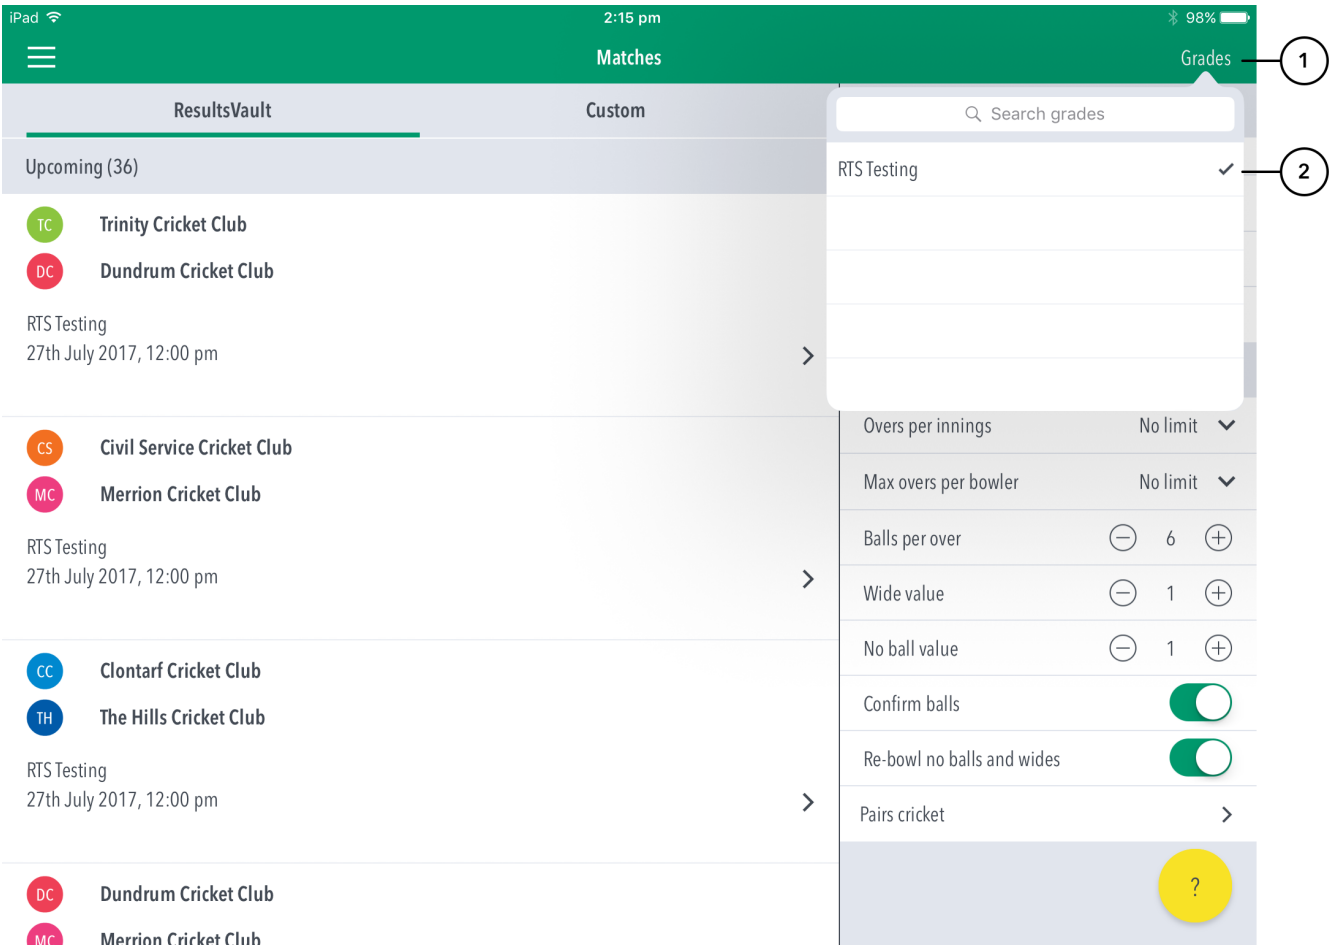 iPad 2:15 pm 98%
Matches Grades 1
ResultsVault Custom
Search grades
Upcoming (36)
RTS Testing 2
TC Trinity Cricket Club
DC Dundrum Cricket Club
RTS Testing
27th July 2017, 12:00 pm
CS Civil Service Cricket Club
MC Merrion Cricket Club
RTS Testing
27th July 2017, 12:00 pm
CC Clontarf Cricket Club
TH The Hills Cricket Club
RTS Testing
27th July 2017, 12:00 pm
DC Dundrum Cricket Club
MC Merrion Cricket Club
Overs per innings No limit
Max overs per bowler No limit
Balls per over 6
Wide value 1
No ball value 1
Confirm balls
Re-bowl no balls and wides
Pairs cricket
?